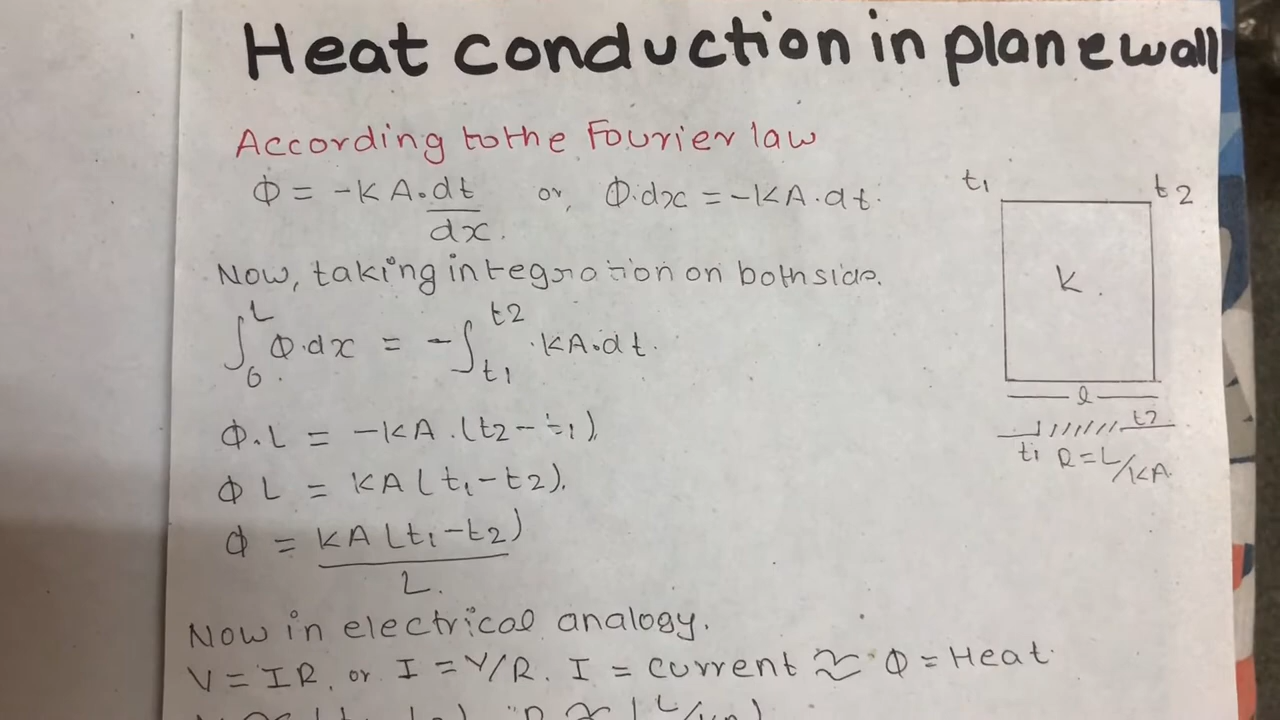 Heat conduction in plane wall
According to the Fourier law
Φ = -KA.dt/dx. or, Φ.dx = -KA.dt.
t1 t2
K.
Now, taking integration on both side.
∫₀ᴸ Φ.dx = -∫t1^t2 .KA.dt.
l
t2
t1 R=L/KA.
Φ.L = -KA.(t2-t1),
ΦL = KA(t1-t2).
Φ = KA(t1-t2)/L.
Now in electrical analogy.
V=IR, or I=V/R. I = current ≈ Φ = Heat